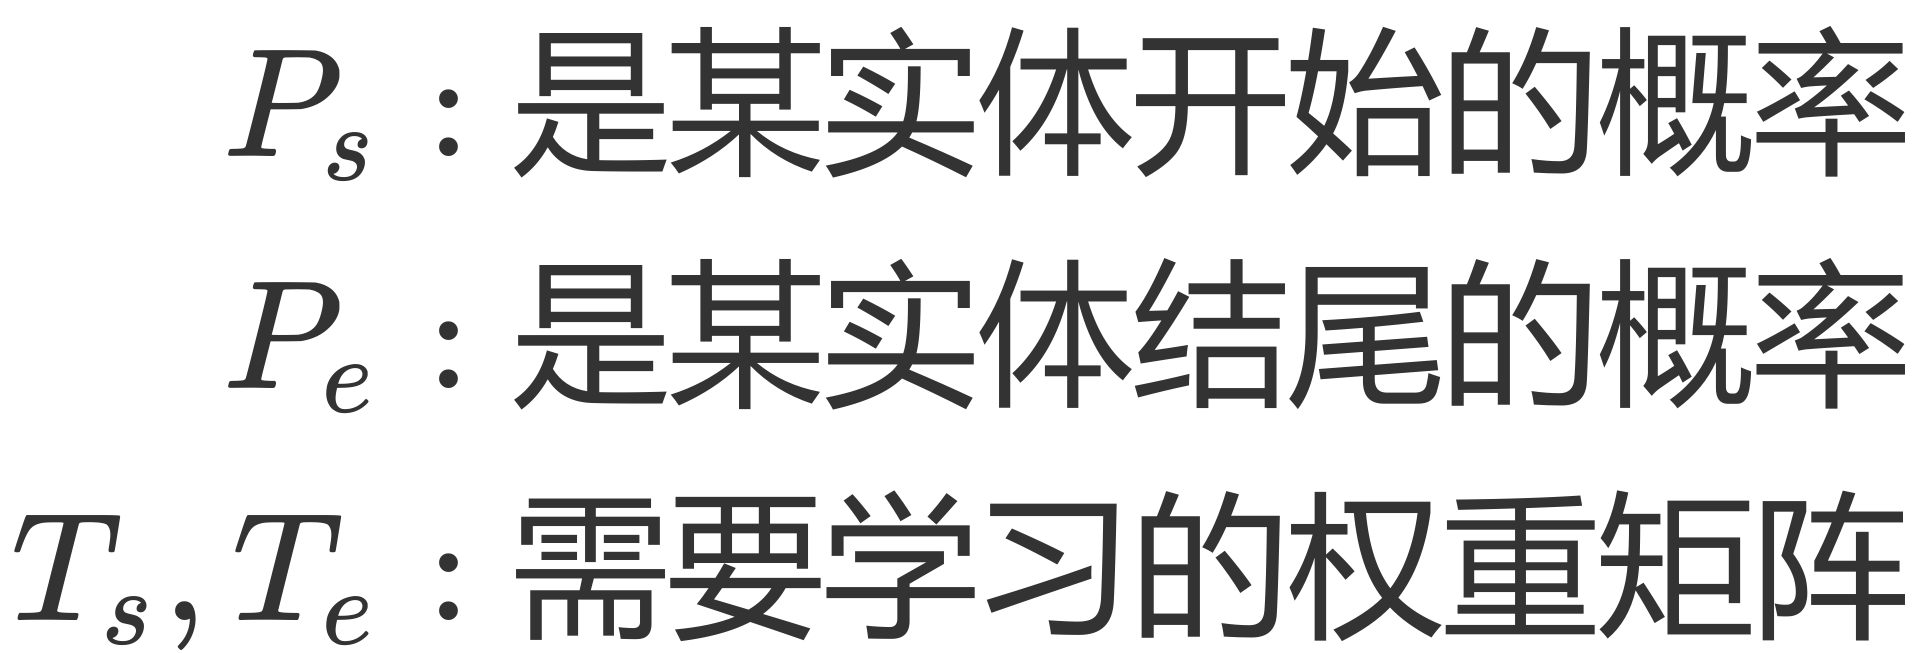 P_s : 是某实体开始的概率
P_e : 是某实体结尾的概率
T_s, T_e : 需要学习的权重矩阵